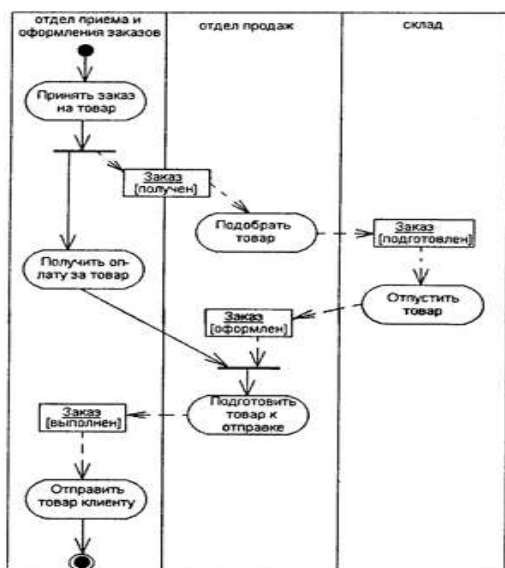 отдел приема и
оформления заказов
отдел продаж
склад
Принять заказ
на товар
Заказ
[получен]
Подобрать
товар
Заказ
[подготовлен]
Получить оп-
лату за товар
Отпустить
товар
Заказ
[оформлен]
Подготовить
товар к
отправке
Заказ
[выполнен]
Отправить
товар клиенту